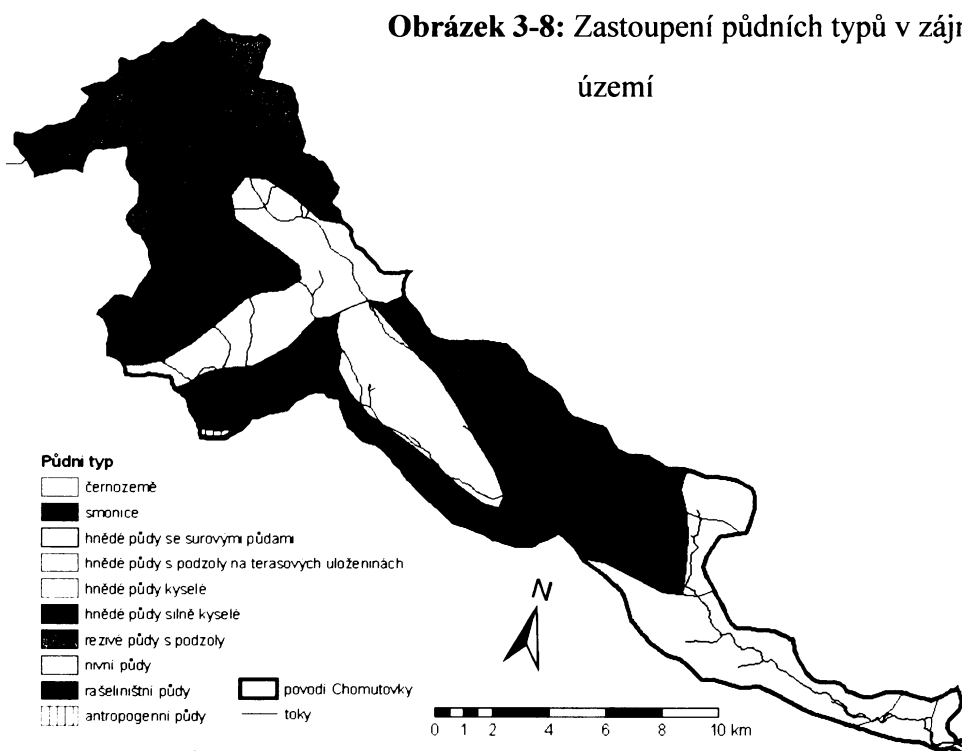 Obrázek 3-8: Zastoupení půdních typů v zájm
území
Půdní typ
černozemě
smonice
hnědé půdy se surovými půdami
hnědé půdy s podzoly na terasových uloženinách
hnědé půdy kyselé
hnědé půdy silně kyselé
rezivé půdy s podzoly
nivní půdy
rašeliništní půdy
antropogenní půdy
povodí Chomutovky
toky
N
0 1 2 4 6 8 10 km